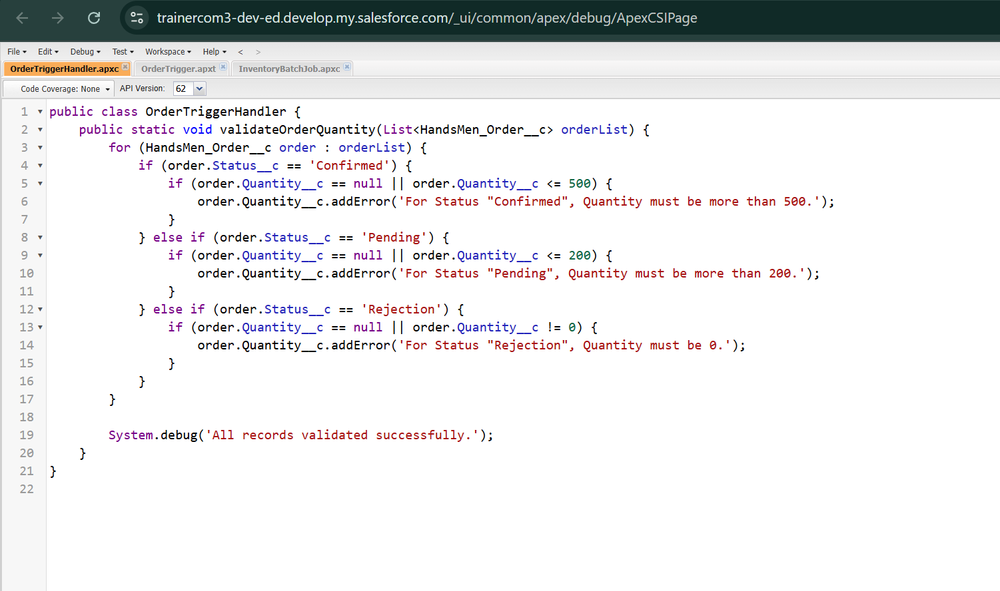 trainercom3-dev-ed.develop.my.salesforce.com/_ui/common/apex/debug/ApexCSIPage
File Edit Debug Test Workspace Help < >
OrderTriggerHandler.apxc OrderTrigger.apxt InventoryBatchJob.apxc
Code Coverage: None API Version: 62
1 public class OrderTriggerHandler {
2 public static void validateOrderQuantity(List<HandsMen_Order__c> orderList) {
3 for (HandsMen_Order__c order : orderList) {
4 if (order.Status__c == 'Confirmed') {
5 if (order.Quantity__c == null || order.Quantity__c <= 500) {
6 order.Quantity__c.addError('For Status "Confirmed", Quantity must be more than 500.');
7 }
8 } else if (order.Status__c == 'Pending') {
9 if (order.Quantity__c == null || order.Quantity__c <= 200) {
10 order.Quantity__c.addError('For Status "Pending", Quantity must be more than 200.');
11 }
12 } else if (order.Status__c == 'Rejection') {
13 if (order.Quantity__c == null || order.Quantity__c != 0) {
14 order.Quantity__c.addError('For Status "Rejection", Quantity must be 0.');
15 }
16 }
17 }
18
19 System.debug('All records validated successfully.');
20 }
21 }
22